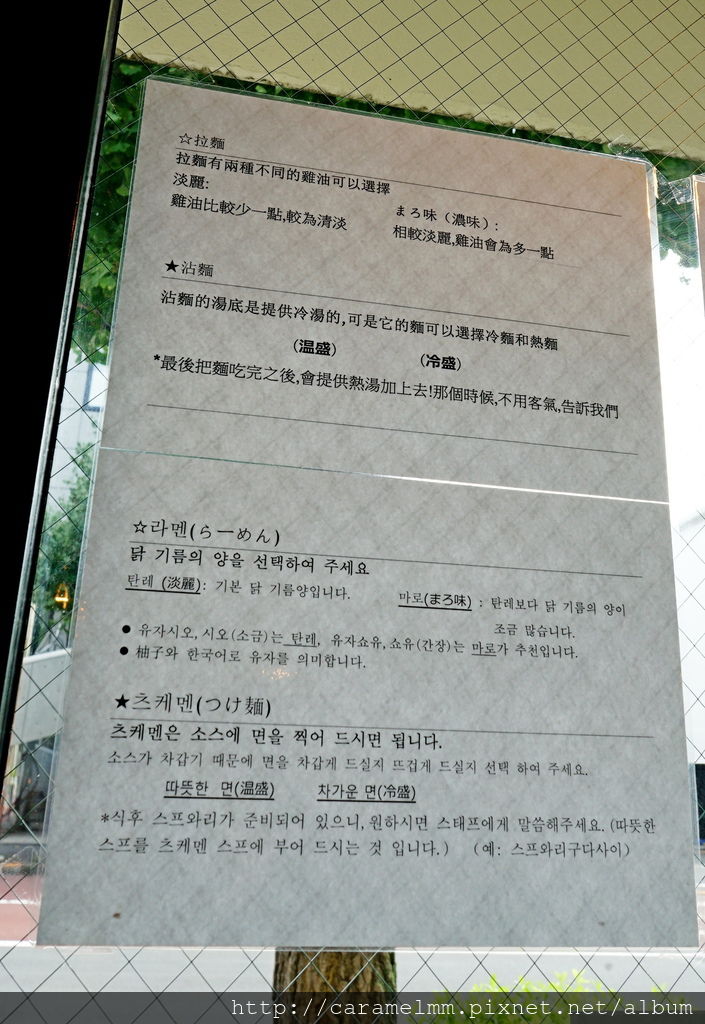 ☆拉麵
拉麵有兩種不同的雞油可以選擇
淡麗:
雞油比較少一點,較為清淡
まろ味（濃味）:
相較淡麗,雞油會為多一點
★沾麵
沾麵的湯底是提供冷湯的,可是它的麵可以選擇冷麵和熱麵
(温盛)
(冷盛)
*最後把麵吃完之後,會提供熱湯加上去!那個時候,不用客氣,告訴我們
☆라멘(らーめん)
닭 기름의 양을 선택하여 주세요
탄레 (淡麗): 기본 닭 기름양입니다.
마로(まろ味) : 탄레보다 닭 기름의 양이
조금 많습니다.
● 유자시오, 시오(소금)는 탄레, 유자쇼유, 쇼유(간장)는 마로가 추천입니다.
● 柚子와 한국어로 유자를 의미합니다.
★츠케멘(つけ麵)
츠케멘은 소스에 면을 찍어 드시면 됩니다.
소스가 차갑기 때문에 면을 차갑게 드실지 뜨겁게 드실지 선택 하여 주세요.
따뜻한 면(温盛)
차가운 면(冷盛)
*식후 스프와리가 준비되어 있으니, 원하시면 스태프에게 말씀해주세요. (따뜻한
스프를 츠케멘 스프에 부어 드시는 것 입니다.) (예: 스프와리구다사이)
http://caramelmm.pixnet.net/album